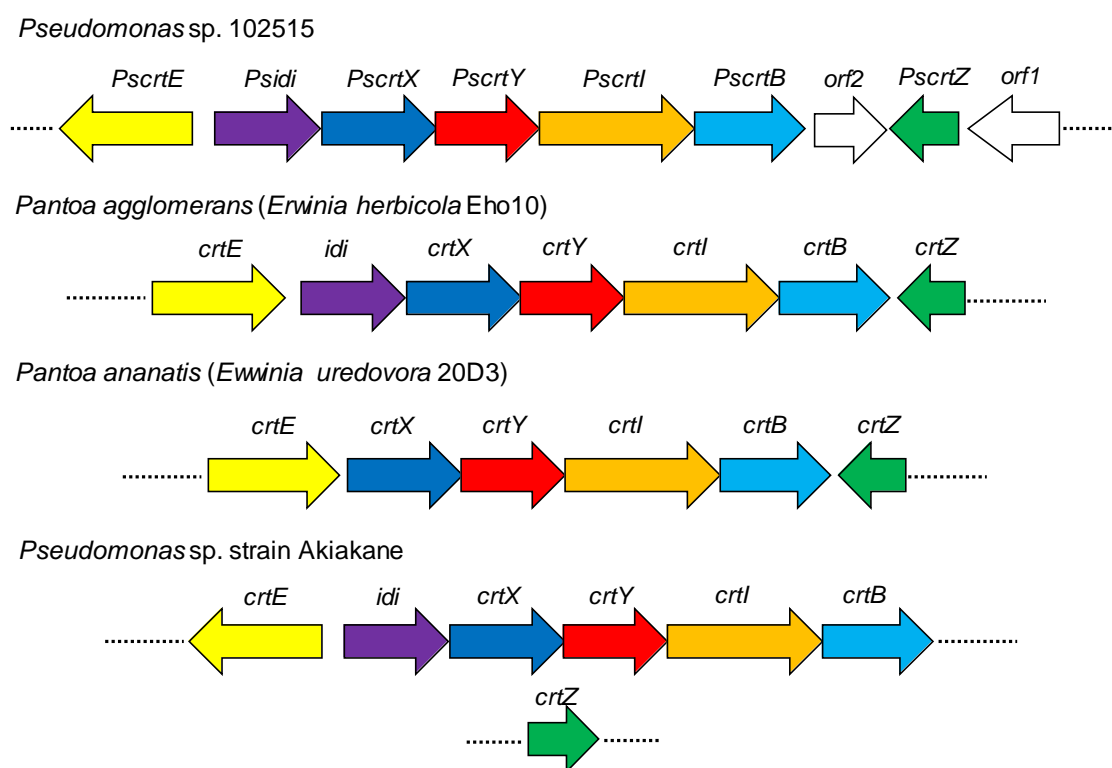 Pseudomonas sp. 102515
PscrtE Psidi PscrtX PscrtY PscrtI PscrtB orf2 PscrtZ orf1
Pantoa agglomerans (Erwinia herbicola Eho10)
crtE idi crtX crtY crtI crtB crtZ
Pantoa ananatis (Ewwinia uredovora 20D3)
crtE crtX crtY crtI crtB crtZ
Pseudomonas sp. strain Akiakane
crtE idi crtX crtY crtI crtB
crtZ